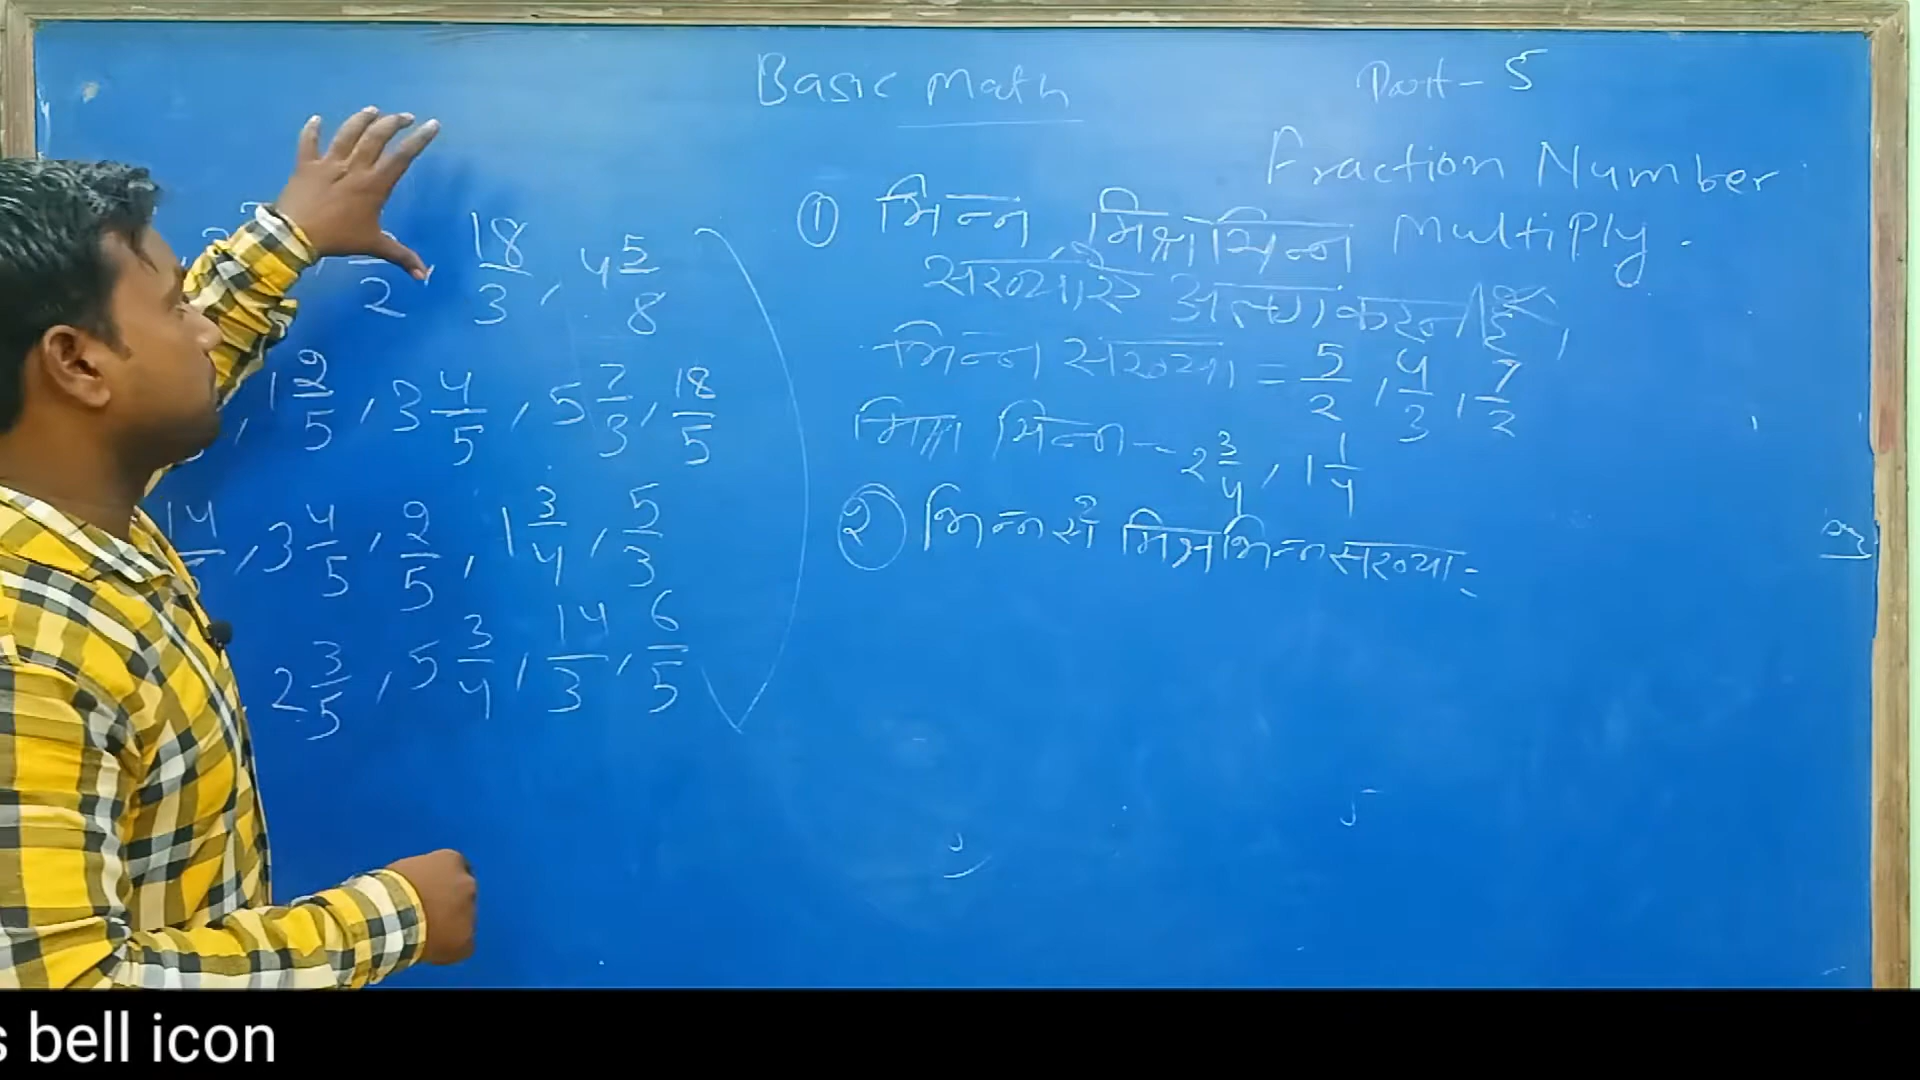 Basic Math
Part - 5
Fraction Number
① भिन्न, मिश्रभिन्न Multiply.
संख्याएं अलग करना है,
भिन्न संख्या = 5/2, 4/3, 7/2
मिश्र भिन्न - 2 3/4, 1 1/4
② भिन्न से मिश्रभिन्न संख्या:
2, 18/3, 4 5/8
1 2/5, 3 4/5, 5 7/3, 18/5
14, 3 4/5, 2/5, 1 3/4, 5/3
2 3/5, 5 3/4, 14/3, 6/5
bell icon